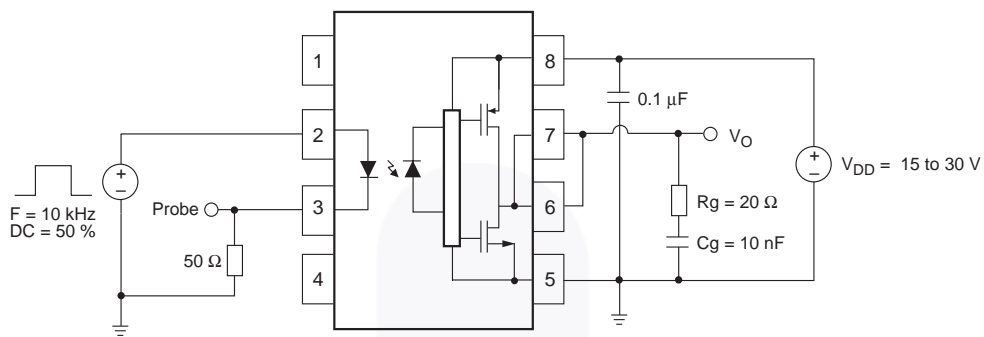 1
2
3
4
8
7
6
5
F = 10 kHz
DC = 50 %
+
–
Probe
50 Ω
0.1 μF
V_O
Rg = 20 Ω
Cg = 10 nF
+
–
V_DD = 15 to 30 V